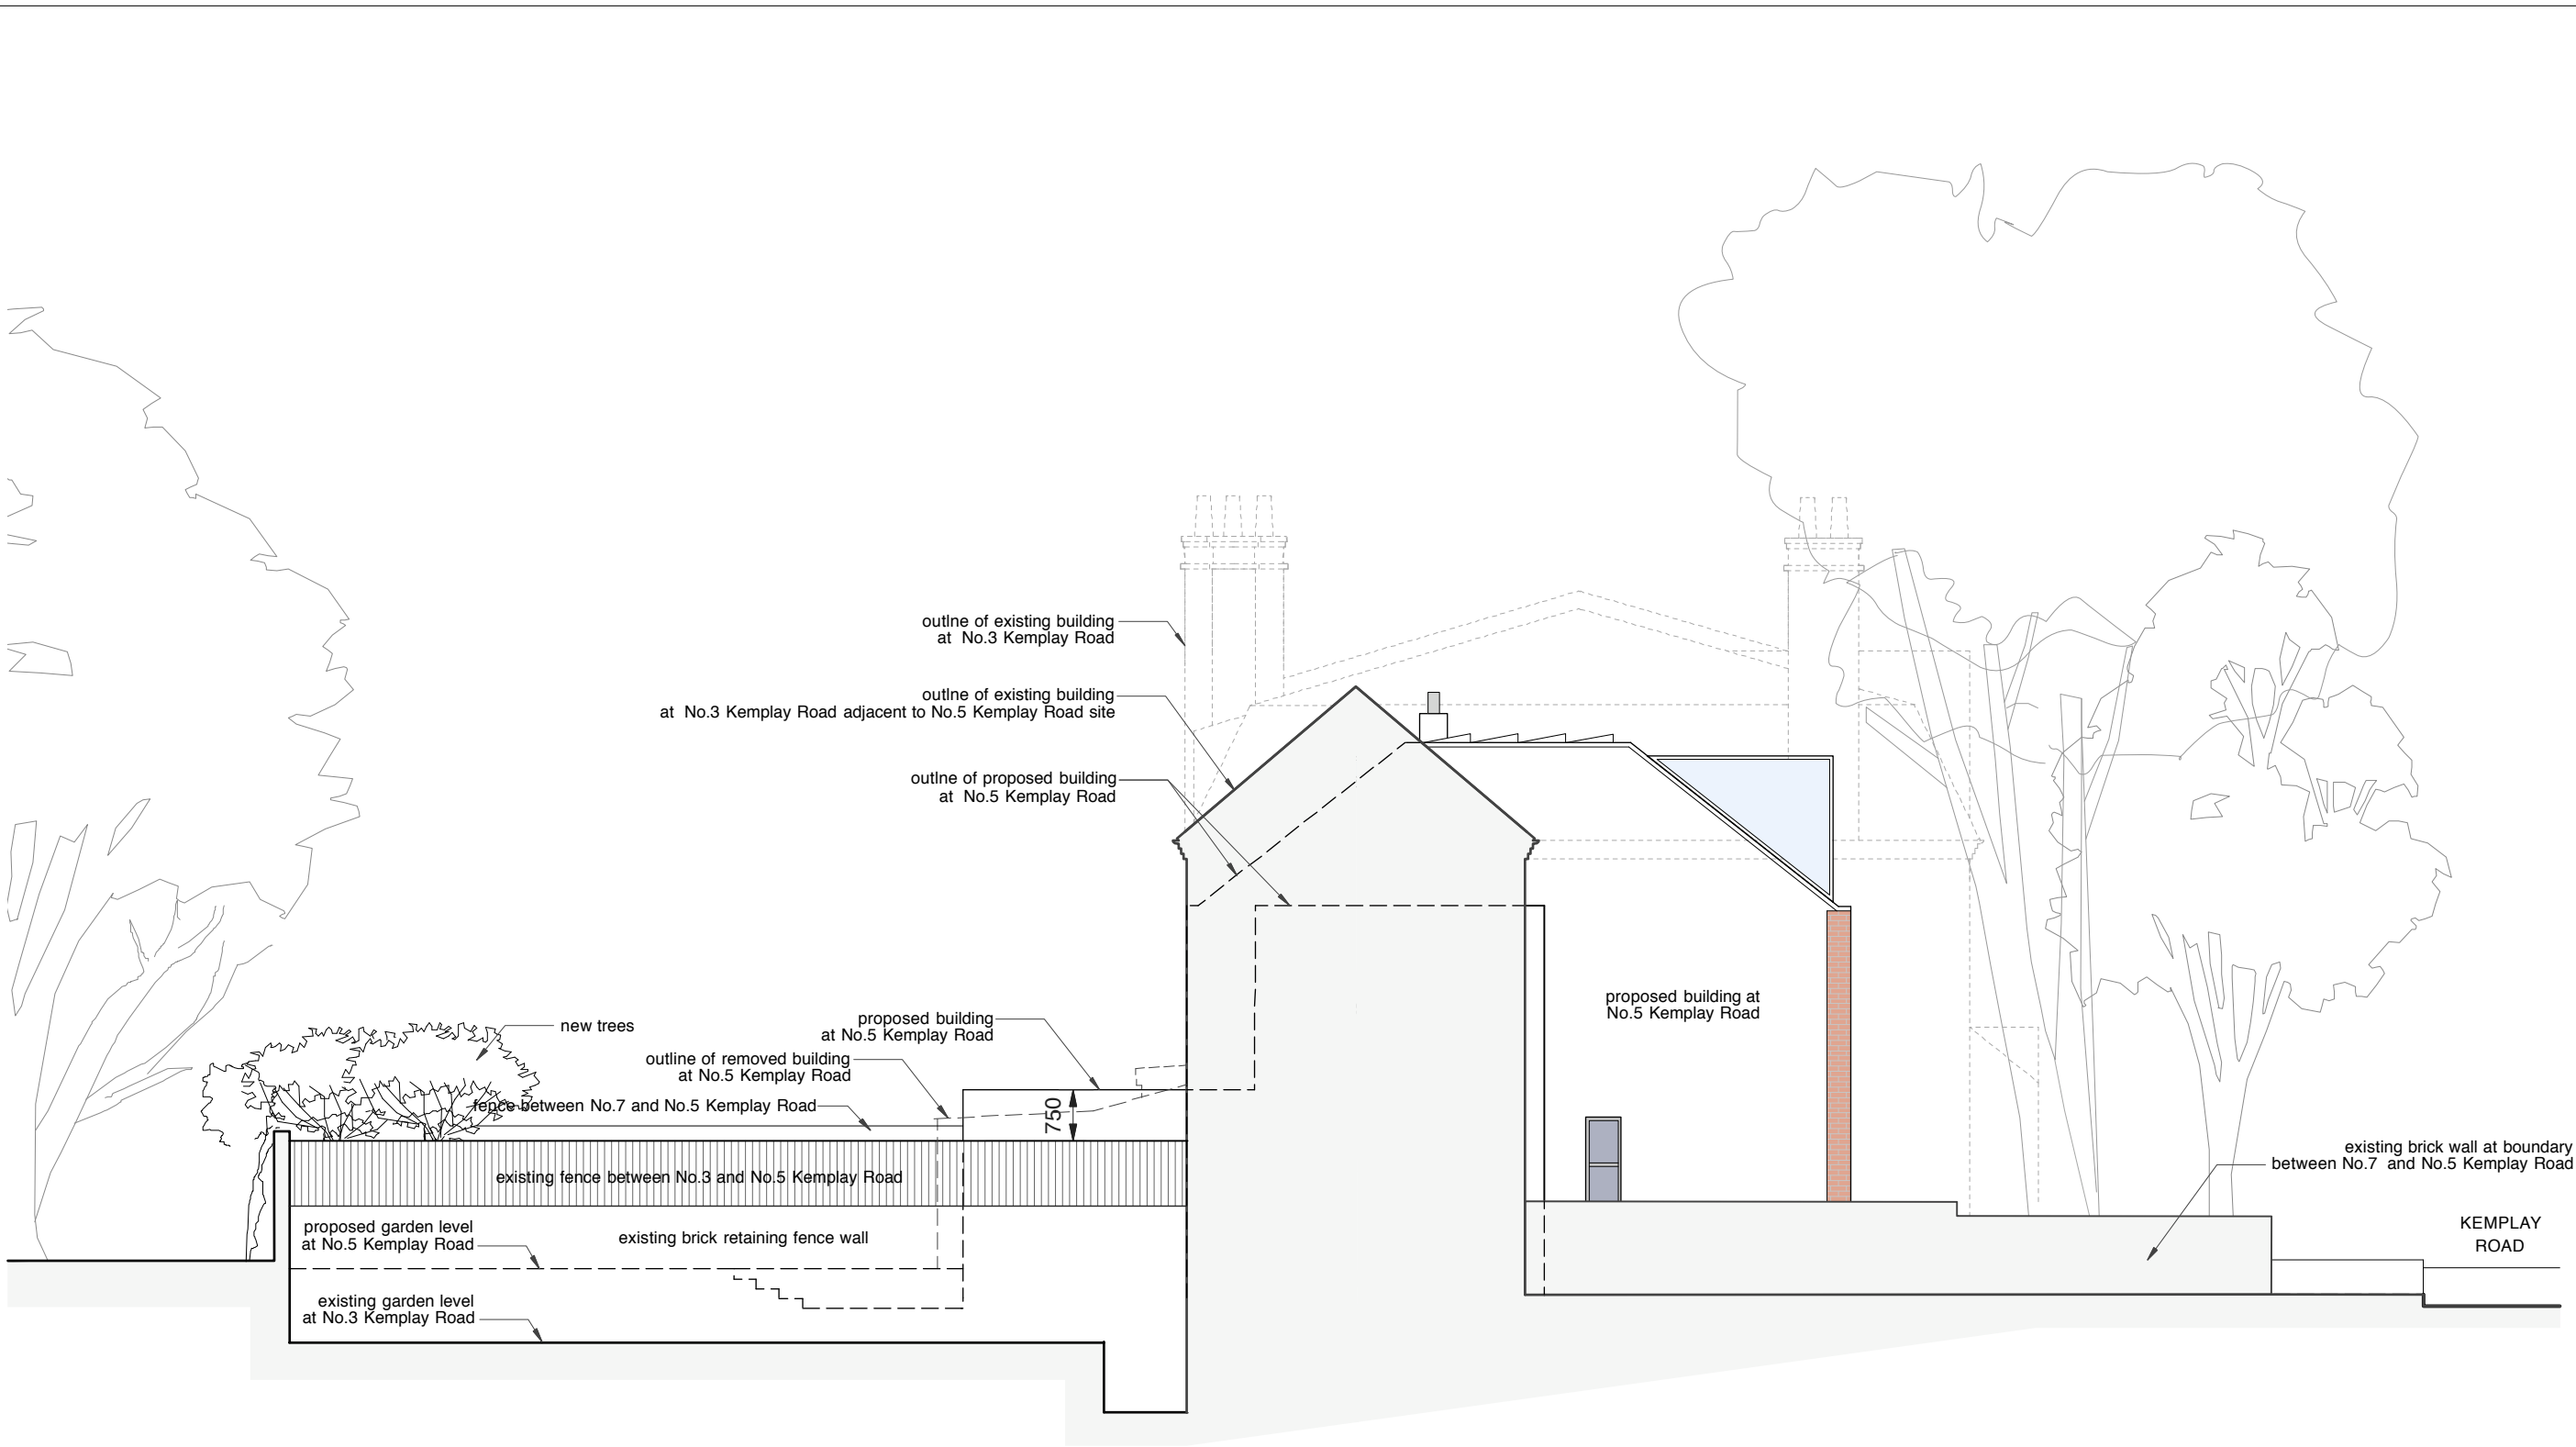 outlne of existing building
at No.3 Kemplay Road
outlne of existing building
at No.3 Kemplay Road adjacent to No.5 Kemplay Road site
outlne of proposed building
at No.5 Kemplay Road
proposed building at
No.5 Kemplay Road
new trees
proposed building
at No.5 Kemplay Road
outline of removed building
at No.5 Kemplay Road
fence between No.7 and No.5 Kemplay Road
750
existing fence between No.3 and No.5 Kemplay Road
existing brick wall at boundary
between No.7 and No.5 Kemplay Road
proposed garden level
at No.5 Kemplay Road
existing brick retaining fence wall
KEMPLAY
ROAD
existing garden level
at No.3 Kemplay Road